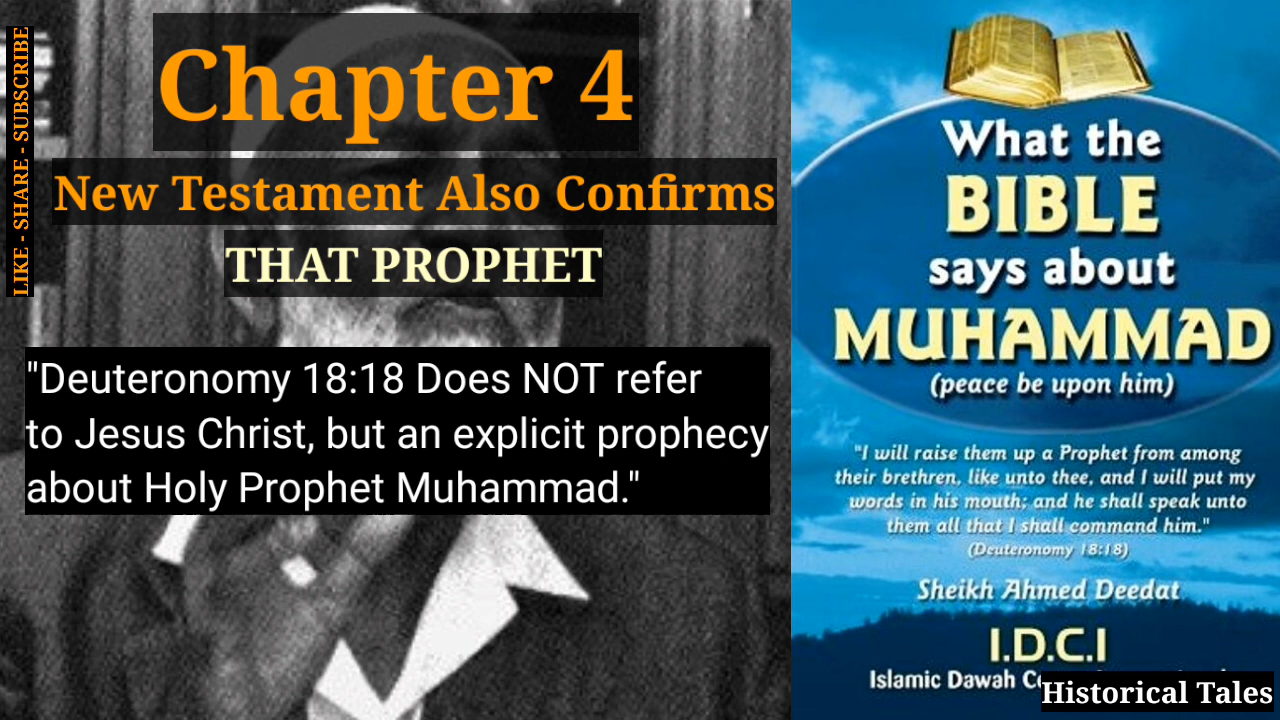 LIKE - SHARE - SUBSCRIBE
Chapter 4
New Testament Also Confirms
THAT PROPHET
"Deuteronomy 18:18 Does NOT refer
to Jesus Christ, but an explicit prophecy
about Holy Prophet Muhammad."
What the
BIBLE
says about
MUHAMMAD
(peace be upon him)
"I will raise them up a Prophet from among
their brethren, like unto thee, and I will put my
words in his mouth; and he shall speak unto
them all that I shall command him."
(Deuteronomy 18:18)
Sheikh Ahmed Deedat
I.D.C.I
Islamic Dawah
Historical Tales